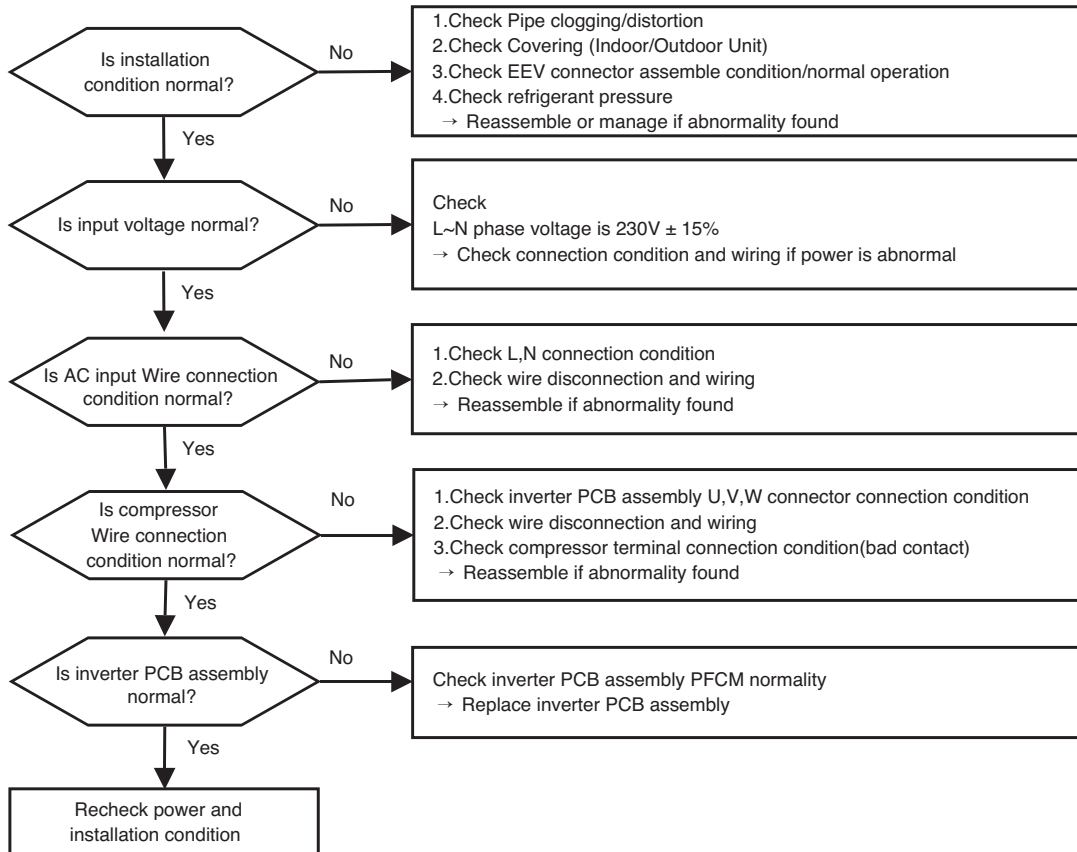 Is installation
condition normal?
No
1.Check Pipe clogging/distortion
2.Check Covering (Indoor/Outdoor Unit)
3.Check EEV connector assemble condition/normal operation
4.Check refrigerant pressure
→ Reassemble or manage if abnormality found
Yes
Is input voltage normal?
No
Check
L~N phase voltage is 230V ± 15%
→ Check connection condition and wiring if power is abnormal
Yes
Is AC input Wire connection
condition normal?
No
1.Check L,N connection condition
2.Check wire disconnection and wiring
→ Reassemble if abnormality found
Yes
Is compressor
Wire connection
condition normal?
No
1.Check inverter PCB assembly U,V,W connector connection condition
2.Check wire disconnection and wiring
3.Check compressor terminal connection condition(bad contact)
→ Reassemble if abnormality found
Yes
Is inverter PCB assembly
normal?
No
Check inverter PCB assembly PFCM normality
→ Replace inverter PCB assembly
Yes
Recheck power and
installation condition